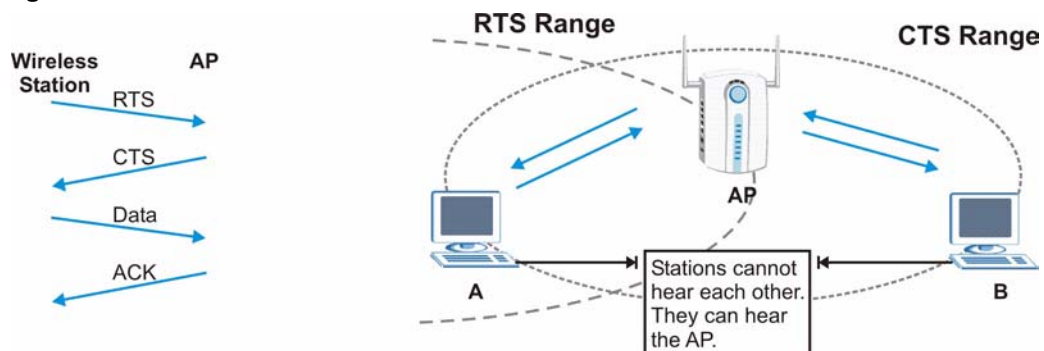 RTS Range
CTS Range
Wireless
Station
AP
RTS
CTS
Data
ACK
AP
A
B
Stations cannot
hear each other.
They can hear
the AP.